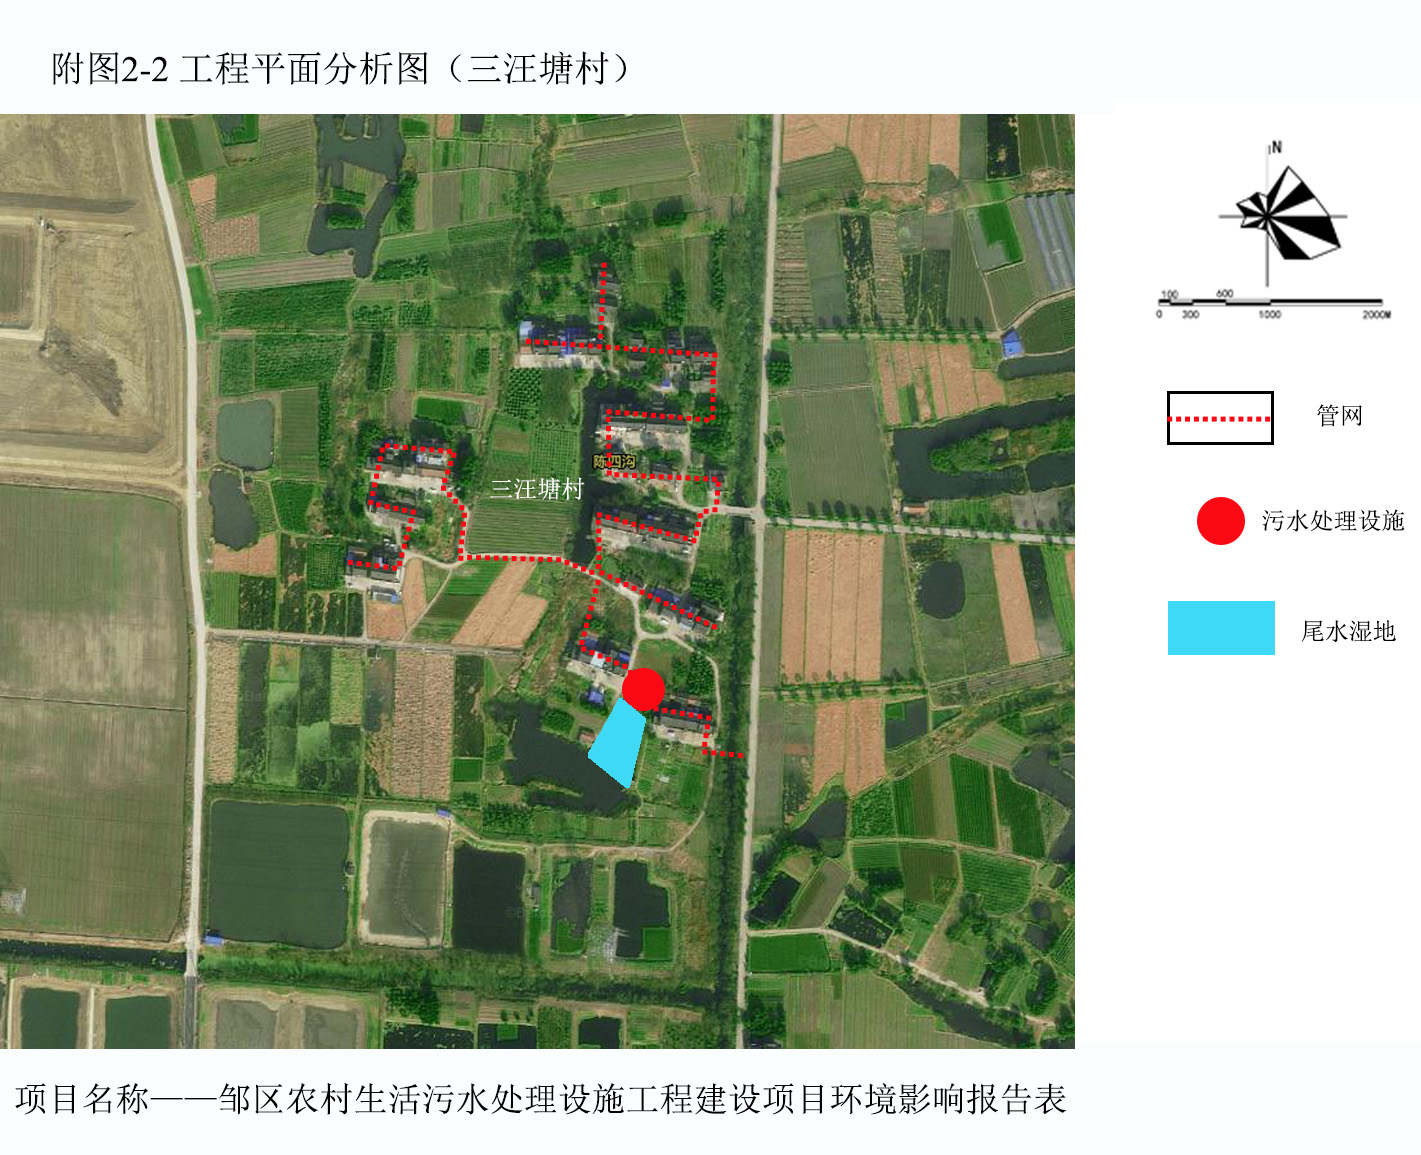 附图2-2 工程平面分析图（三汪塘村）
N
100 600
0 300 1000 2000M
管网
陈四沟
三汪塘村
污水处理设施
尾水湿地
项目名称——邹区农村生活污水处理设施工程建设项目环境影响报告表